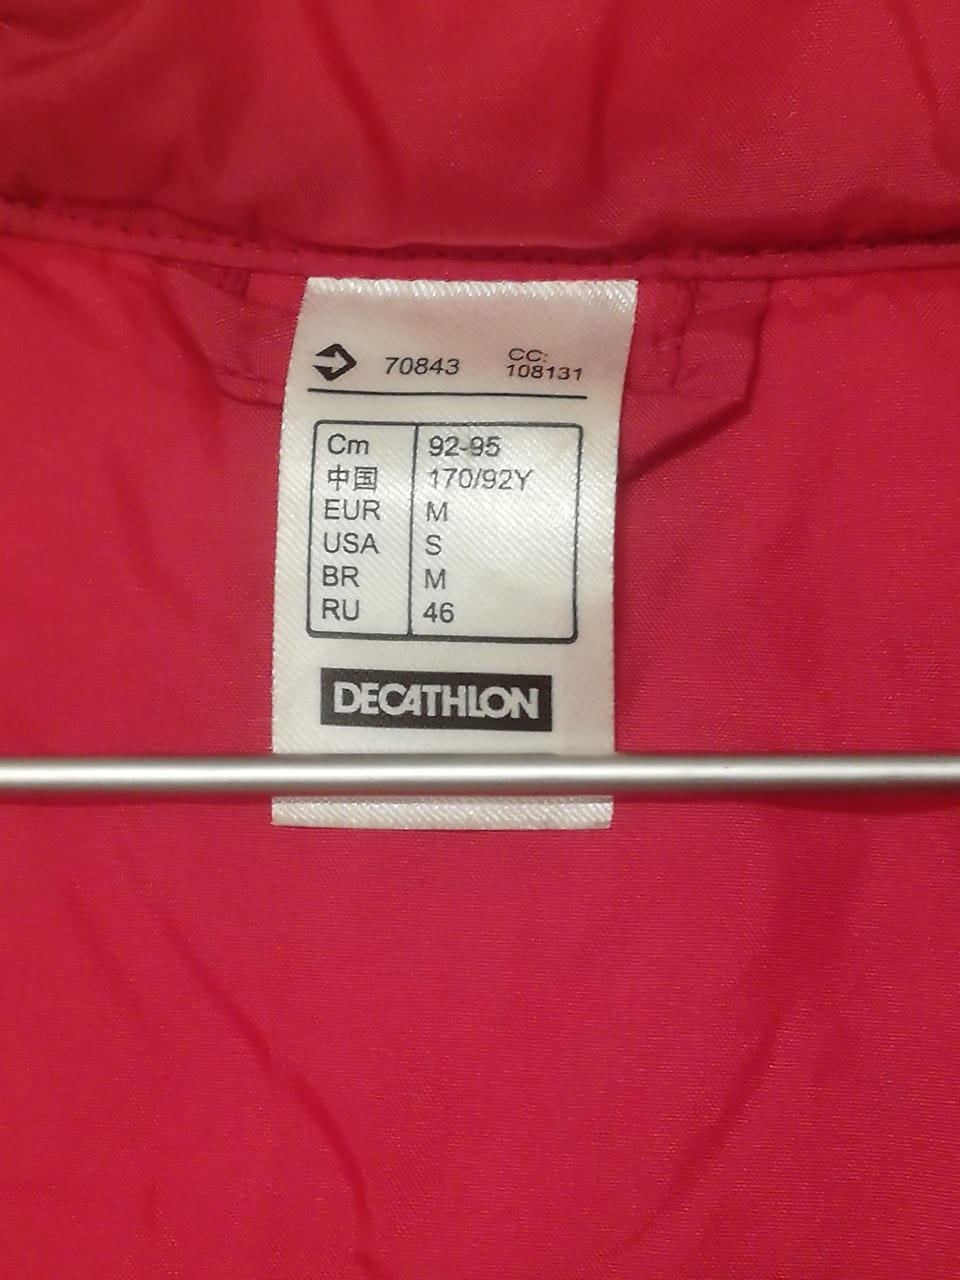 70843 CC:
108131
Cm 92-95
中国 170/92Y
EUR M
USA S
BR M
RU 46
DECATHLON